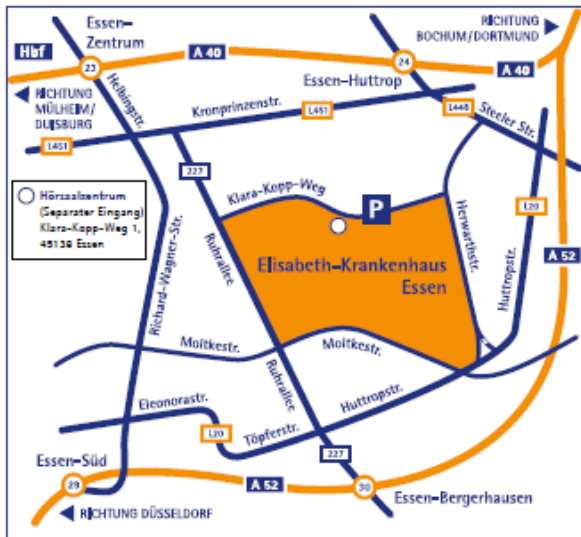 Hbf
Essen-
Zentrum
23
A 40
24
RICHTUNG
BOCHUM/DORTMUND
A 40
RICHTUNG
MÜLHEIM/
DUISBURG
Helbingstr.
Essen-Huttrop
Kronprinzenstr.
L451
L451
L448
Steeler Str.
227
Hörsaalzentrum
(Separater Eingang)
Klara-Kopp-Weg 1,
45138 Essen
Klara-Kopp-Weg
P
Herwarthstr.
L20
Huttropstr.
A 52
Richard-Wagner-Str.
Ruhrallee
Elisabeth-Krankenhaus
Essen
Moltkestr.
Moltkestr.
Ruhrallee
Eleonorastr.
L20
Töpferstr.
Huttropstr.
227
Essen-Süd
29
A 52
30
Essen-Bergerhausen
RICHTUNG DÜSSELDORF